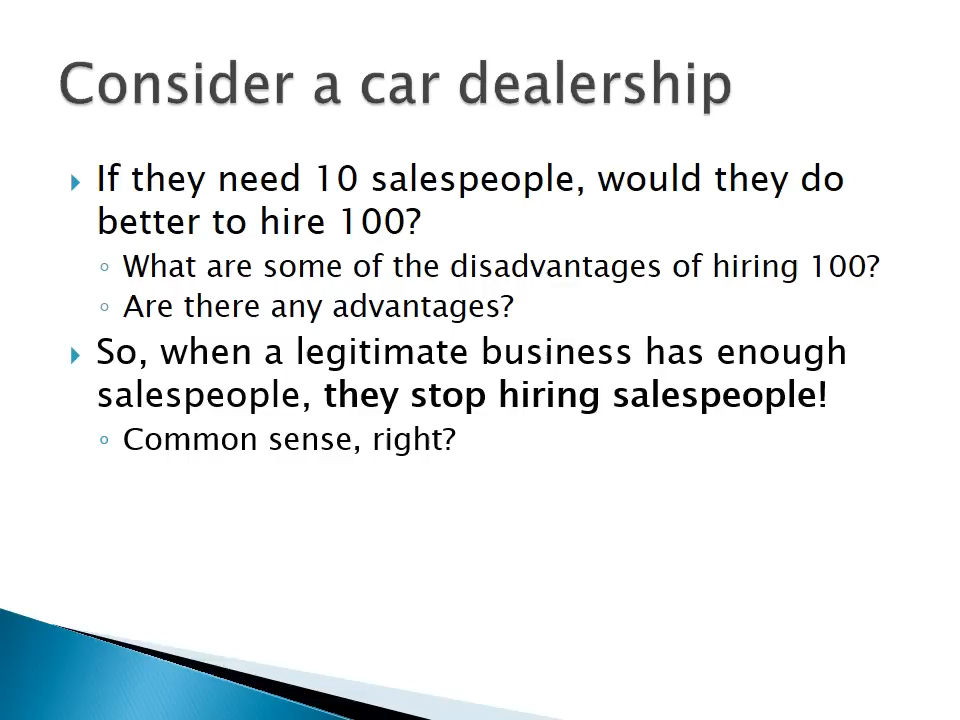 Consider a car dealership
If they need 10 salespeople, would they do
better to hire 100?
What are some of the disadvantages of hiring 100?
Are there any advantages?
So, when a legitimate business has enough
salespeople, they stop hiring salespeople!
Common sense, right?